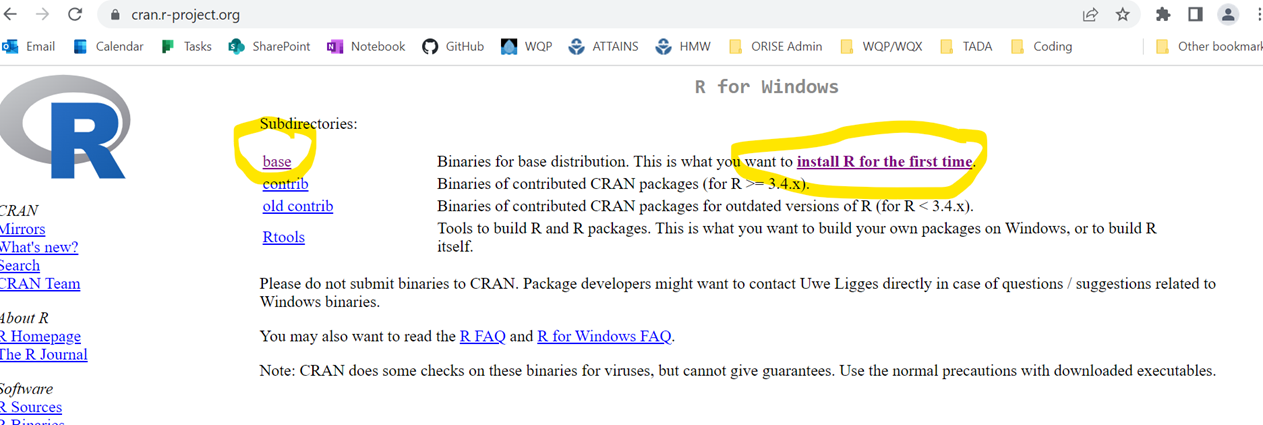 cran.r-project.org
Email Calendar Tasks SharePoint Notebook GitHub WQP ATTAINS HMW ORISE Admin WQP/WQX TADA Coding Other bookmark
R
R for Windows
Subdirectories:
base Binaries for base distribution. This is what you want to install R for the first time.
contrib Binaries of contributed CRAN packages (for R >= 3.4.x).
old contrib Binaries of contributed CRAN packages for outdated versions of R (for R < 3.4.x).
Rtools Tools to build R and R packages. This is what you want to build your own packages on Windows, or to build R
itself.
Please do not submit binaries to CRAN. Package developers might want to contact Uwe Ligges directly in case of questions / suggestions related to
Windows binaries.
You may also want to read the R FAQ and R for Windows FAQ.
Note: CRAN does some checks on these binaries for viruses, but cannot give guarantees. Use the normal precautions with downloaded executables.
CRAN
Mirrors
What's new?
Search
CRAN Team
About R
R Homepage
The R Journal
Software
R Sources
R Binaries